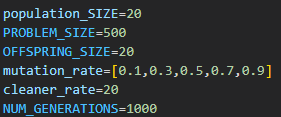 population_SIZE=20
PROBLEM_SIZE=500
OFFSPRING_SIZE=20
mutation_rate=[0.1,0.3,0.5,0.7,0.9]
cleaner_rate=20
NUM_GENERATIONS=1000